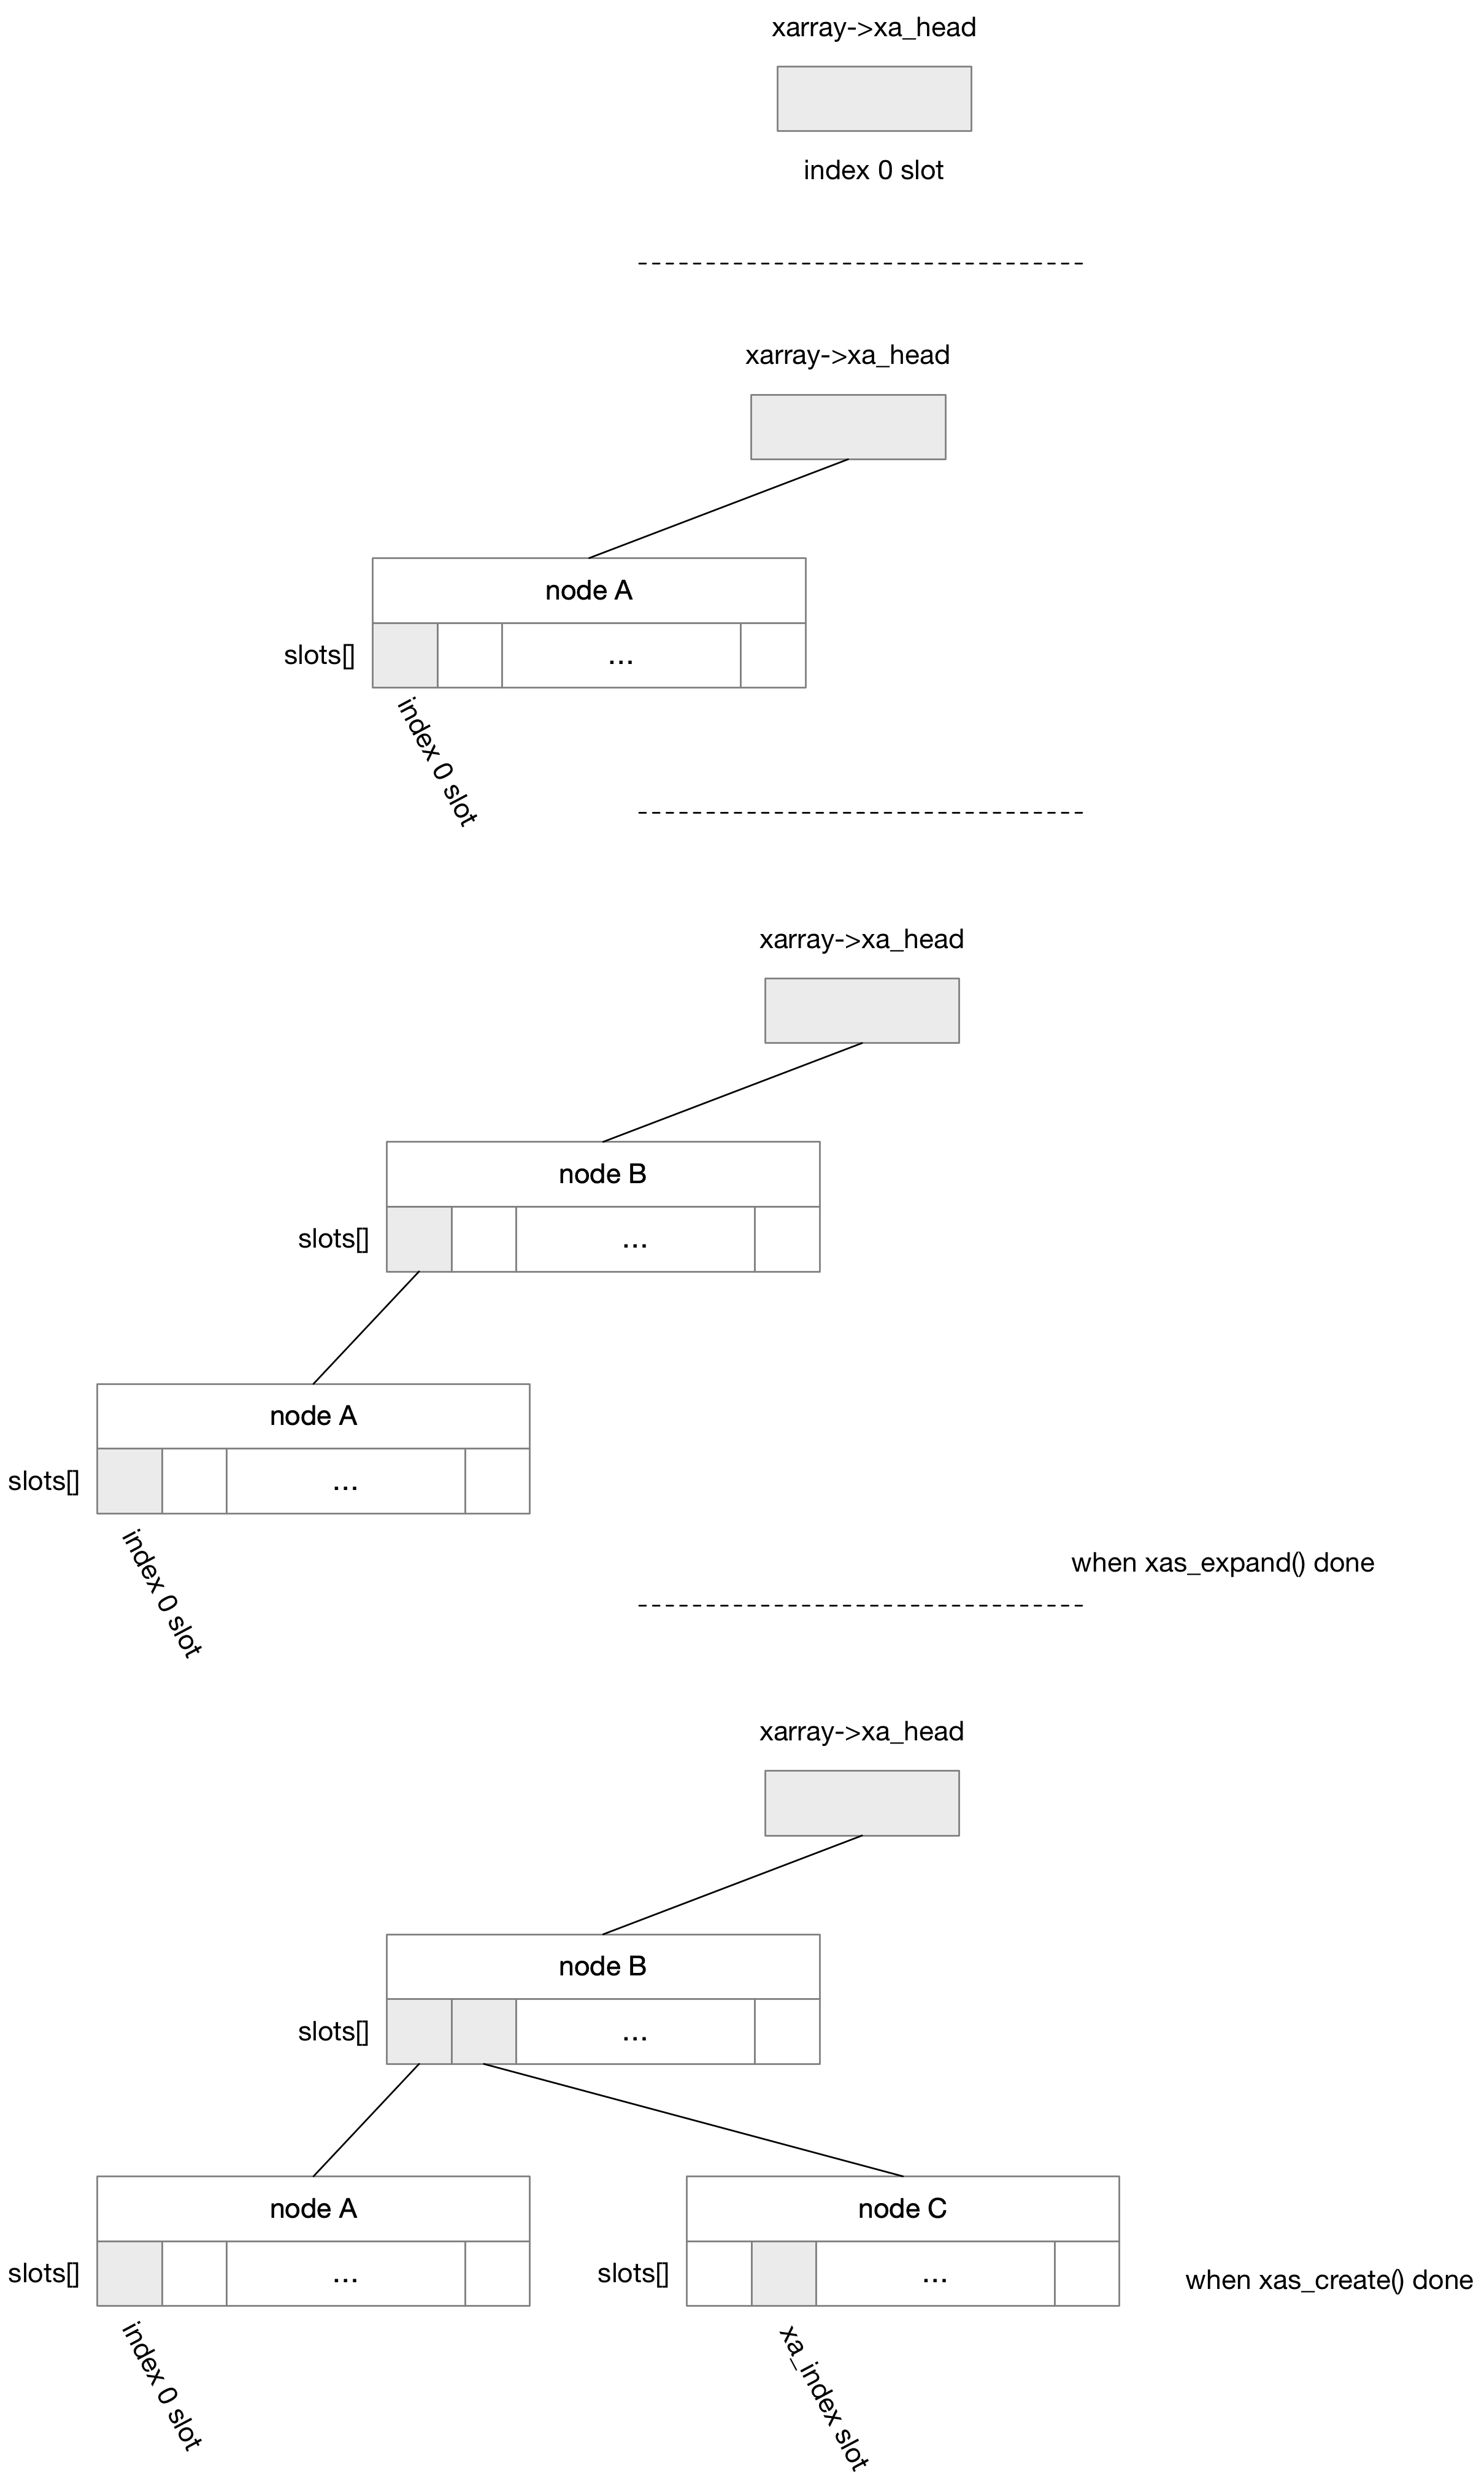 xarray->xa_head
index 0 slot
xarray->xa_head
node A
slots[]
...
index 0 slot
xarray->xa_head
node B
slots[]
...
node A
slots[]
...
index 0 slot
when xas_expand() done
xarray->xa_head
node B
slots[]
...
node A
node C
slots[]
...
slots[]
...
when xas_create() done
index 0 slot
xa_index slot